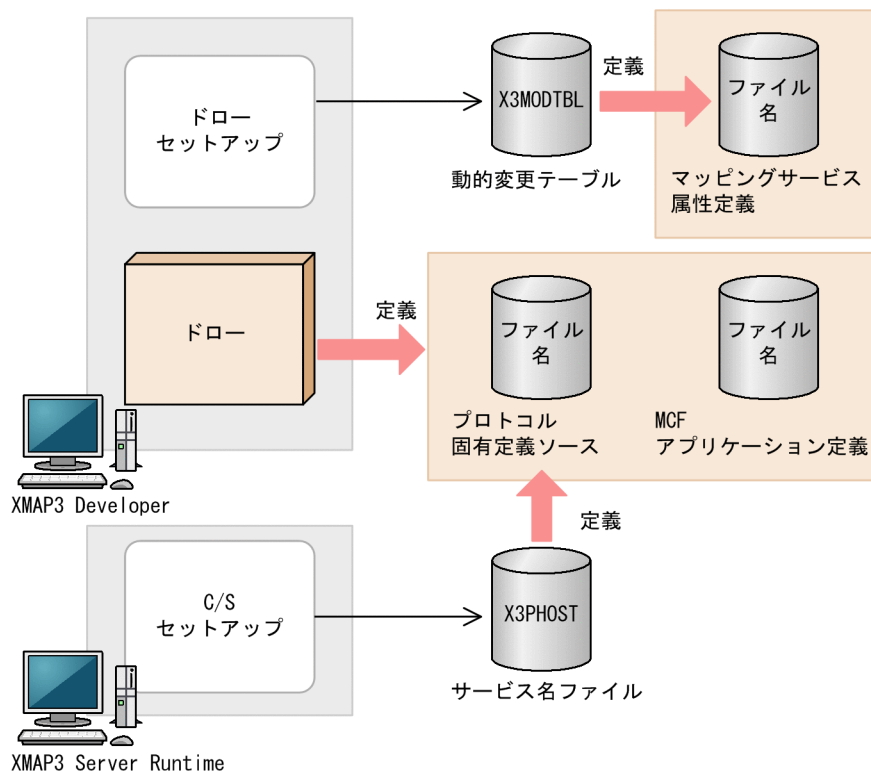 ドロー
セットアップ
X3MODTBL
動的変更テーブル
定義
ファイル
名
マッピングサービス
属性定義
ドロー
定義
ファイル
名
プロトコル
固有定義ソース
ファイル
名
MCF
アプリケーション定義
XMAP3 Developer
定義
C/S
セットアップ
X3PHOST
サービス名ファイル
XMAP3 Server Runtime